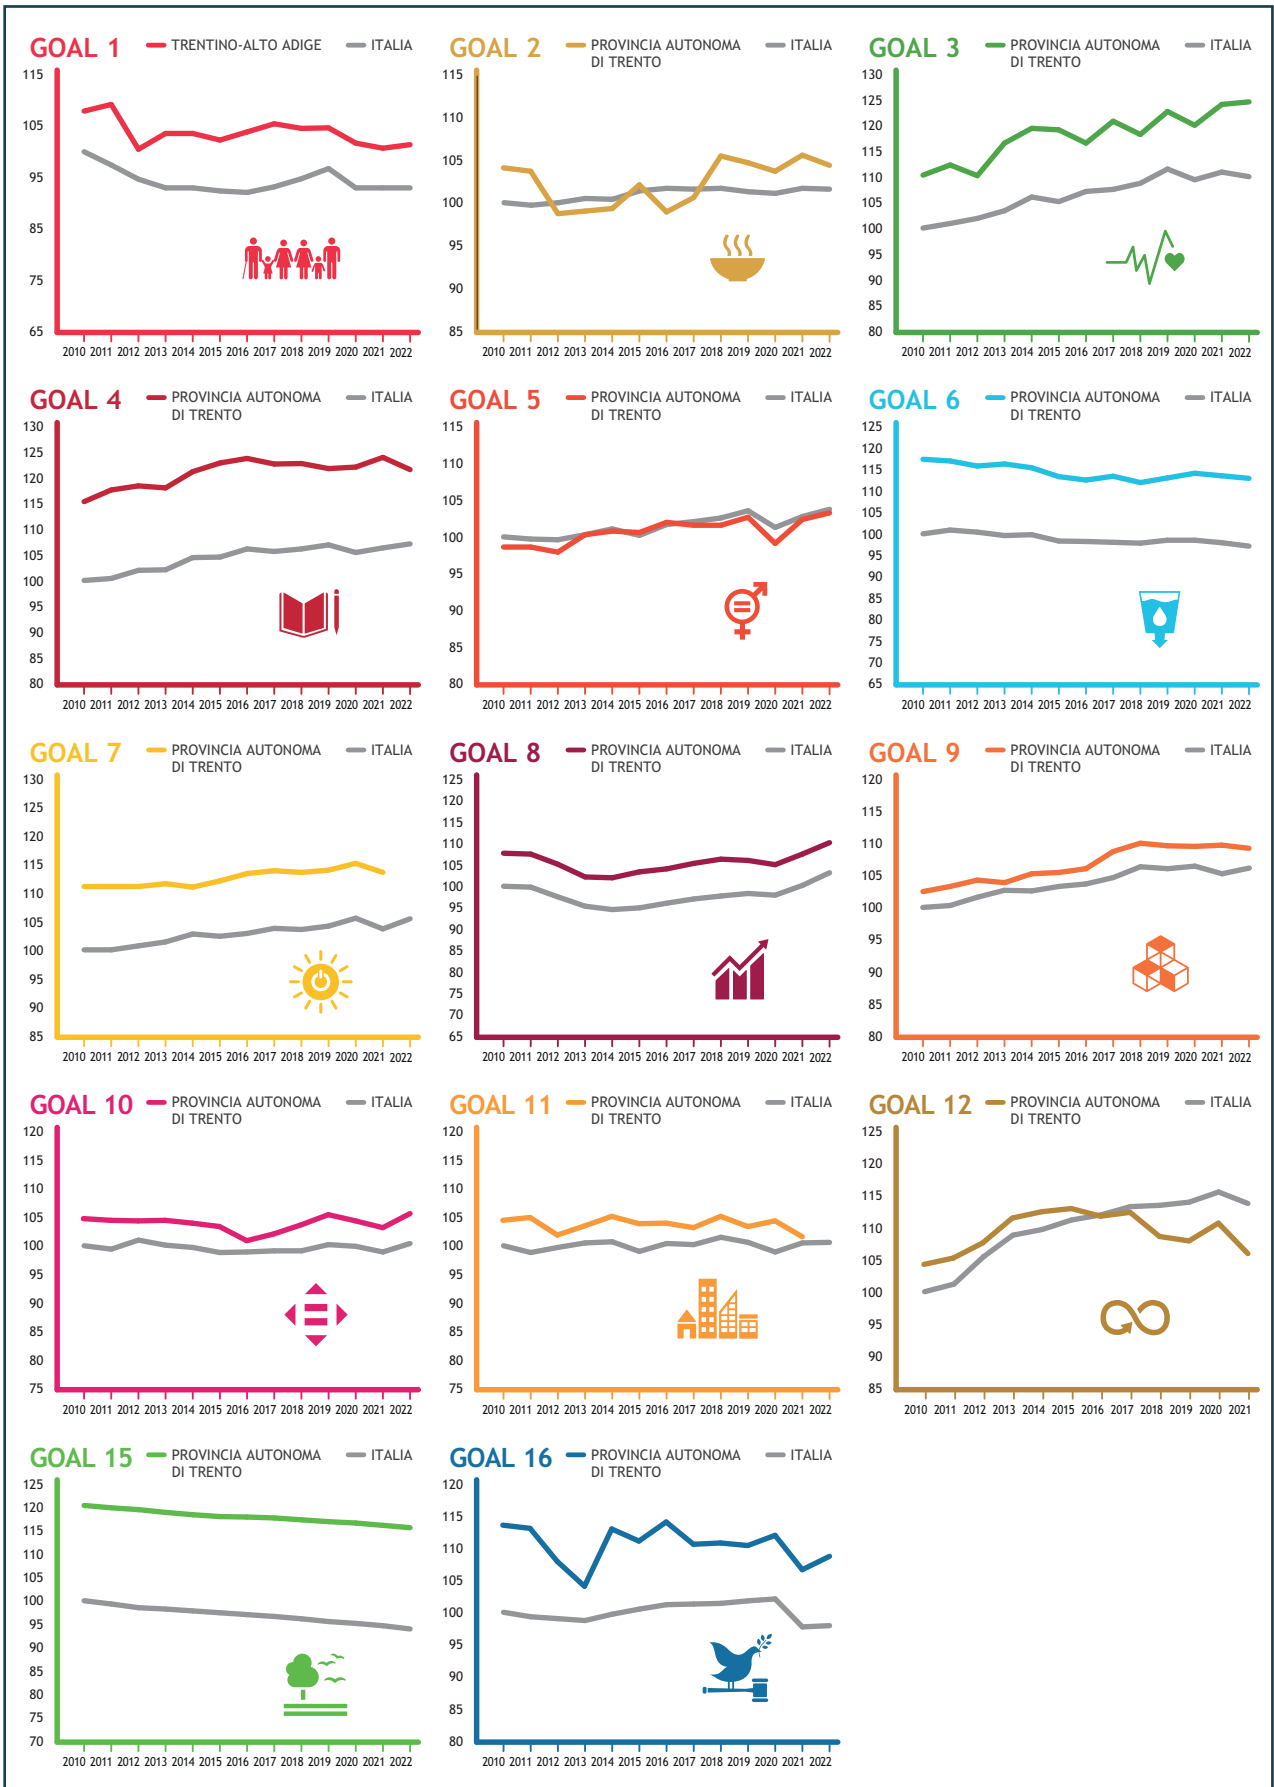 GOAL 1
TRENTINO-ALTO ADIGE
ITALIA
115
105
95
85
75
65
2010 2011 2012 2013 2014 2015 2016 2017 2018 2019 2020 2021 2022
GOAL 2
PROVINCIA AUTONOMA
DI TRENTO
ITALIA
115
110
105
100
95
90
85
2010 2011 2012 2013 2014 2015 2016 2017 2018 2019 2020 2021 2022
GOAL 3
PROVINCIA AUTONOMA
DI TRENTO
ITALIA
130
125
120
115
110
105
100
95
90
85
80
2010 2011 2012 2013 2014 2015 2016 2017 2018 2019 2020 2021 2022
GOAL 4
PROVINCIA AUTONOMA
DI TRENTO
ITALIA
130
125
120
115
110
105
100
95
90
85
80
2010 2011 2012 2013 2014 2015 2016 2017 2018 2019 2020 2021 2022
GOAL 5
PROVINCIA AUTONOMA
DI TRENTO
ITALIA
115
110
105
100
95
90
85
80
2010 2011 2012 2013 2014 2015 2016 2017 2018 2019 2020 2021 2022
GOAL 6
PROVINCIA AUTONOMA
DI TRENTO
ITALIA
125
120
115
110
105
100
95
90
85
80
75
70
65
2010 2011 2012 2013 2014 2015 2016 2017 2018 2019 2020 2021 2022
GOAL 7
PROVINCIA AUTONOMA
DI TRENTO
ITALIA
130
125
120
115
110
105
100
95
90
85
2010 2011 2012 2013 2014 2015 2016 2017 2018 2019 2020 2021 2022
GOAL 8
PROVINCIA AUTONOMA
DI TRENTO
ITALIA
125
120
115
110
105
100
95
90
85
80
75
70
65
2010 2011 2012 2013 2014 2015 2016 2017 2018 2019 2020 2021 2022
GOAL 9
PROVINCIA AUTONOMA
DI TRENTO
ITALIA
120
115
110
105
100
95
90
85
80
2010 2011 2012 2013 2014 2015 2016 2017 2018 2019 2020 2021 2022
GOAL 10
PROVINCIA AUTONOMA
DI TRENTO
ITALIA
120
115
110
105
100
95
90
85
80
75
2010 2011 2012 2013 2014 2015 2016 2017 2018 2019 2020 2021 2022
GOAL 11
PROVINCIA AUTONOMA
DI TRENTO
ITALIA
120
115
110
105
100
95
90
85
80
75
2010 2011 2012 2013 2014 2015 2016 2017 2018 2019 2020 2021 2022
GOAL 12
PROVINCIA AUTONOMA
DI TRENTO
ITALIA
125
120
115
110
105
100
95
90
85
2010 2011 2012 2013 2014 2015 2016 2017 2018 2019 2020 2021
GOAL 15
PROVINCIA AUTONOMA
DI TRENTO
ITALIA
125
120
115
110
105
100
95
90
85
80
75
70
2010 2011 2012 2013 2014 2015 2016 2017 2018 2019 2020 2021 2022
GOAL 16
PROVINCIA AUTONOMA
DI TRENTO
ITALIA
120
115
110
105
100
95
90
85
80
2010 2011 2012 2013 2014 2015 2016 2017 2018 2019 2020 2021 2022